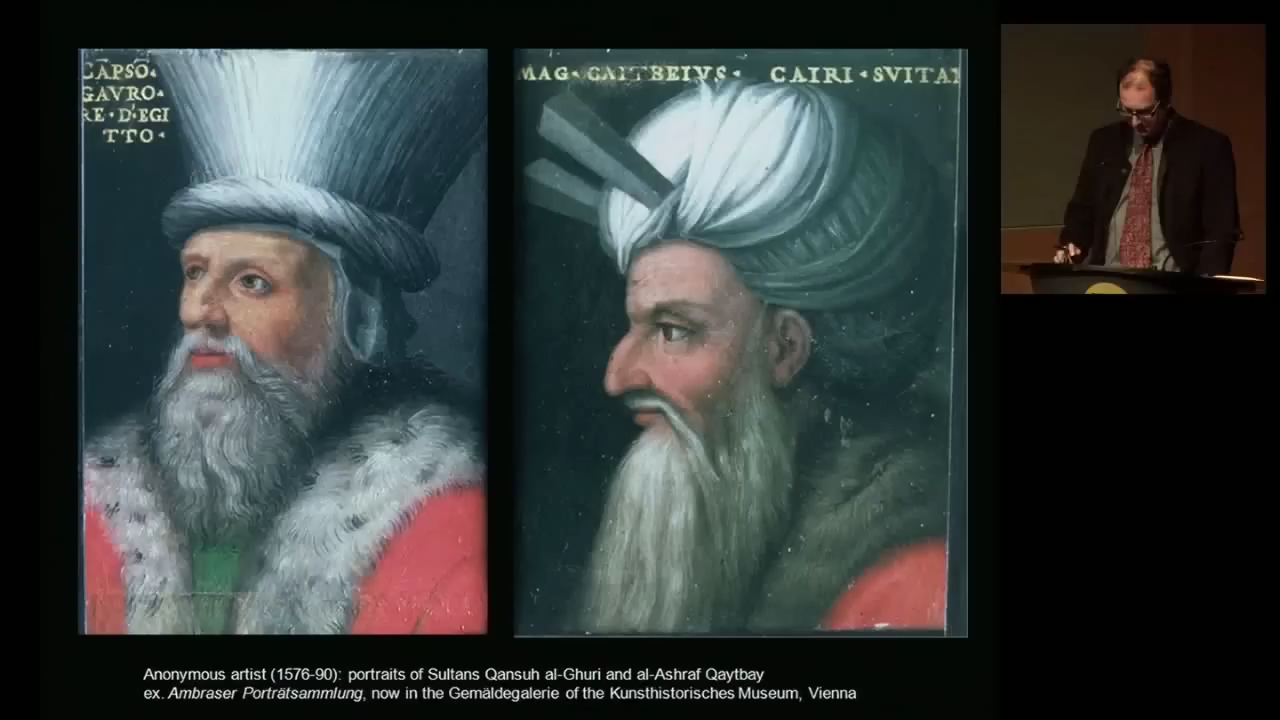 CAPSO·
GAVRO·
RE·D'EGI
TTO·
MAG·CAITBEIVS· CAIRI·SVLTAN
Anonymous artist (1576-90): portraits of Sultans Qansuh al-Ghuri and al-Ashraf Qaytbay
ex. Ambraser Porträtsammlung, now in the Gemäldegalerie of the Kunsthistorisches Museum, Vienna